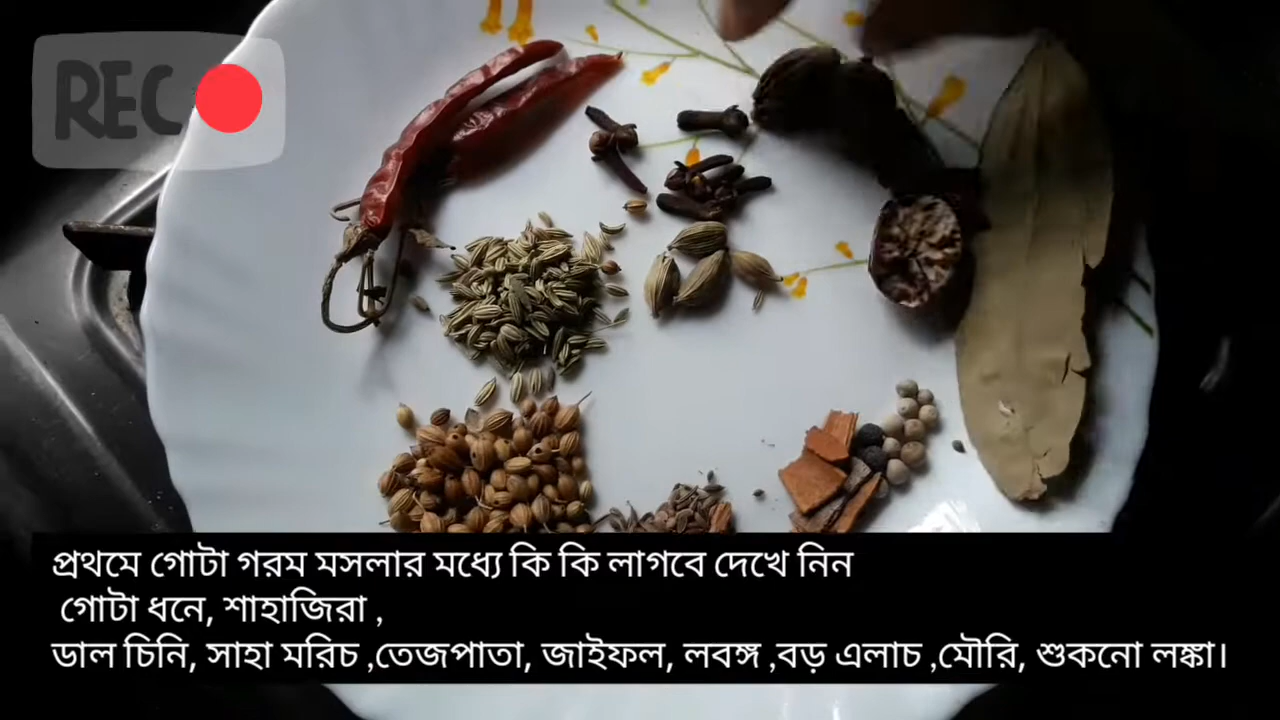 REC
প্রথমে গোটা গরম মসলার মধ্যে কি কি লাগবে দেখে নিন
গোটা ধনে, শাহাজিরা ,
ডাল চিনি, সাহা মরিচ ,তেজপাতা, জাইফল, লবঙ্গ ,বড় এলাচ ,মৌরি, শুকনো লঙ্কা।